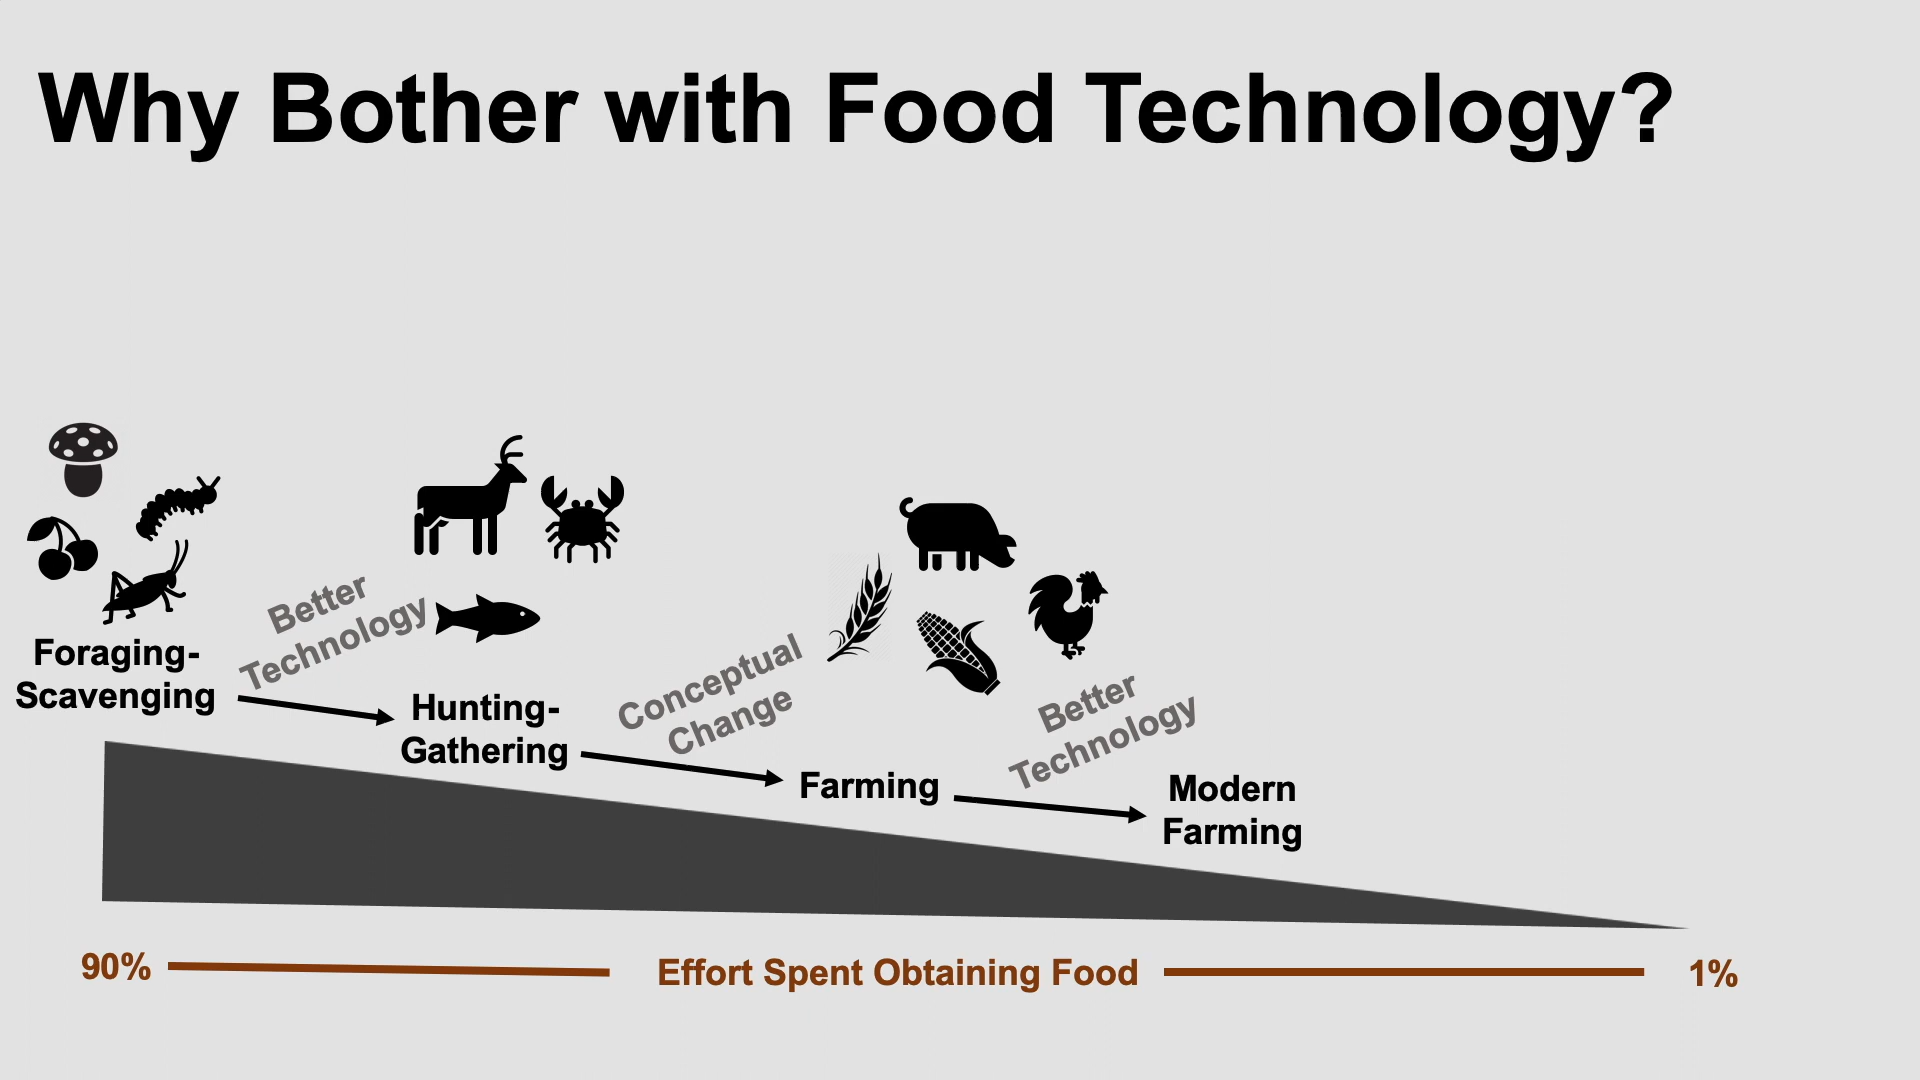 Why Bother with Food Technology?
Foraging-
Scavenging
Better
Technology
Hunting-
Gathering
Conceptual
Change
Farming
Better
Technology
Modern
Farming
90%
Effort Spent Obtaining Food
1%